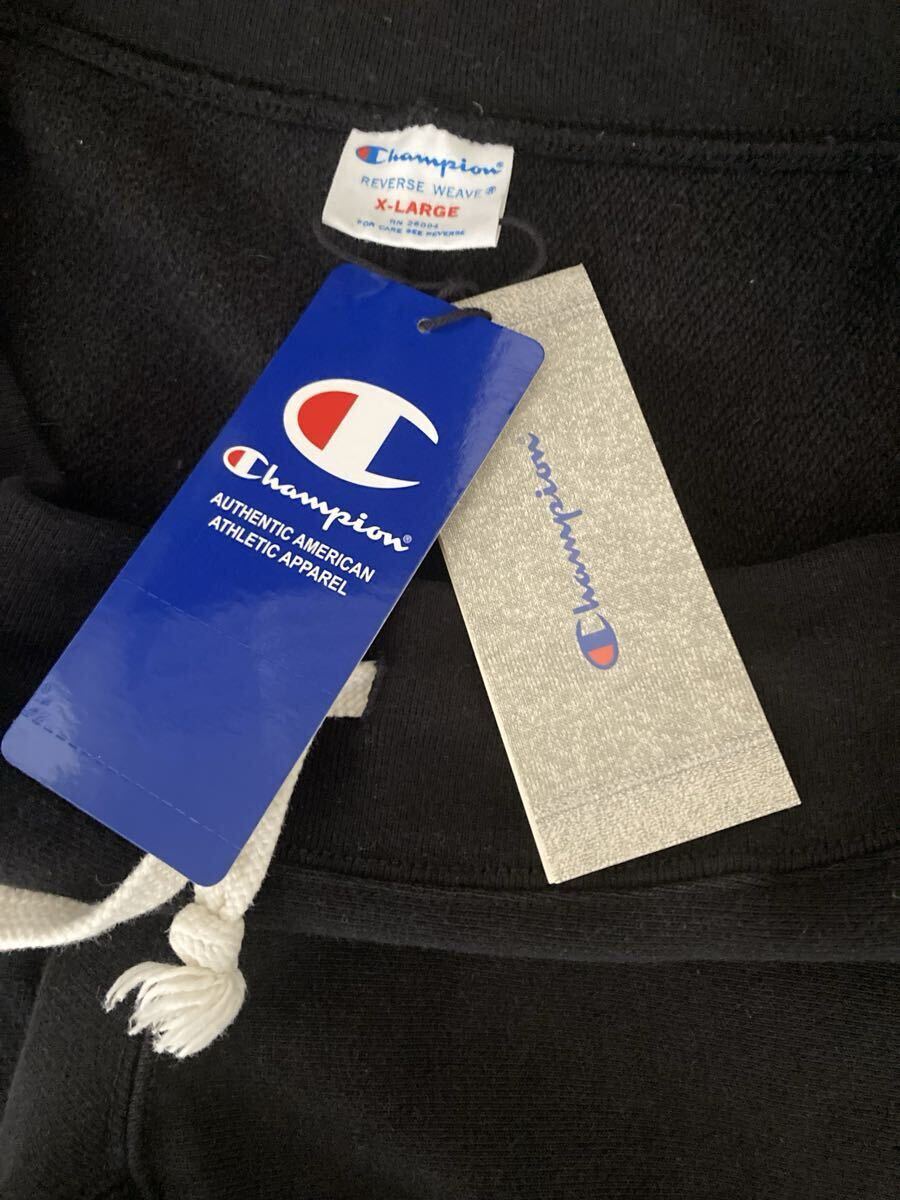 Champion®
REVERSE WEAVE®
X-LARGE
RN 26094
FOR CARE SEE REVERSE
Champion®
AUTHENTIC AMERICAN
ATHLETIC APPAREL
Champion